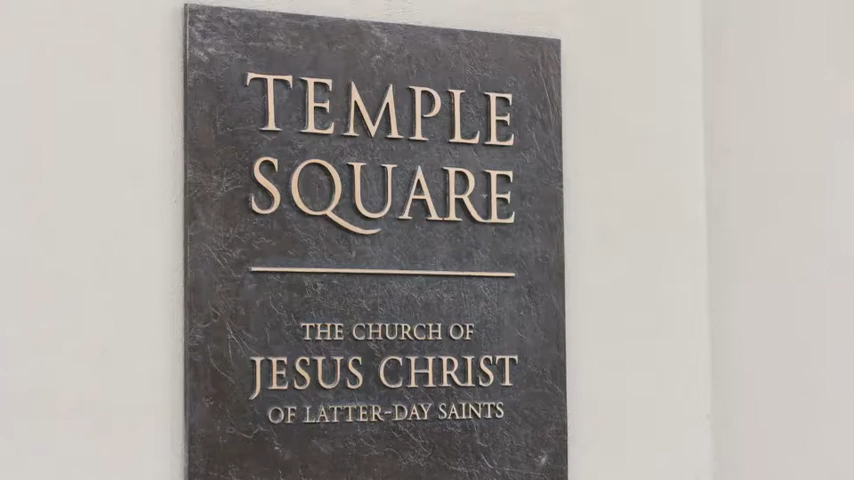 TEMPLE
SQUARE
THE CHURCH OF
JESUS CHRIST
OF LATTER-DAY SAINTS